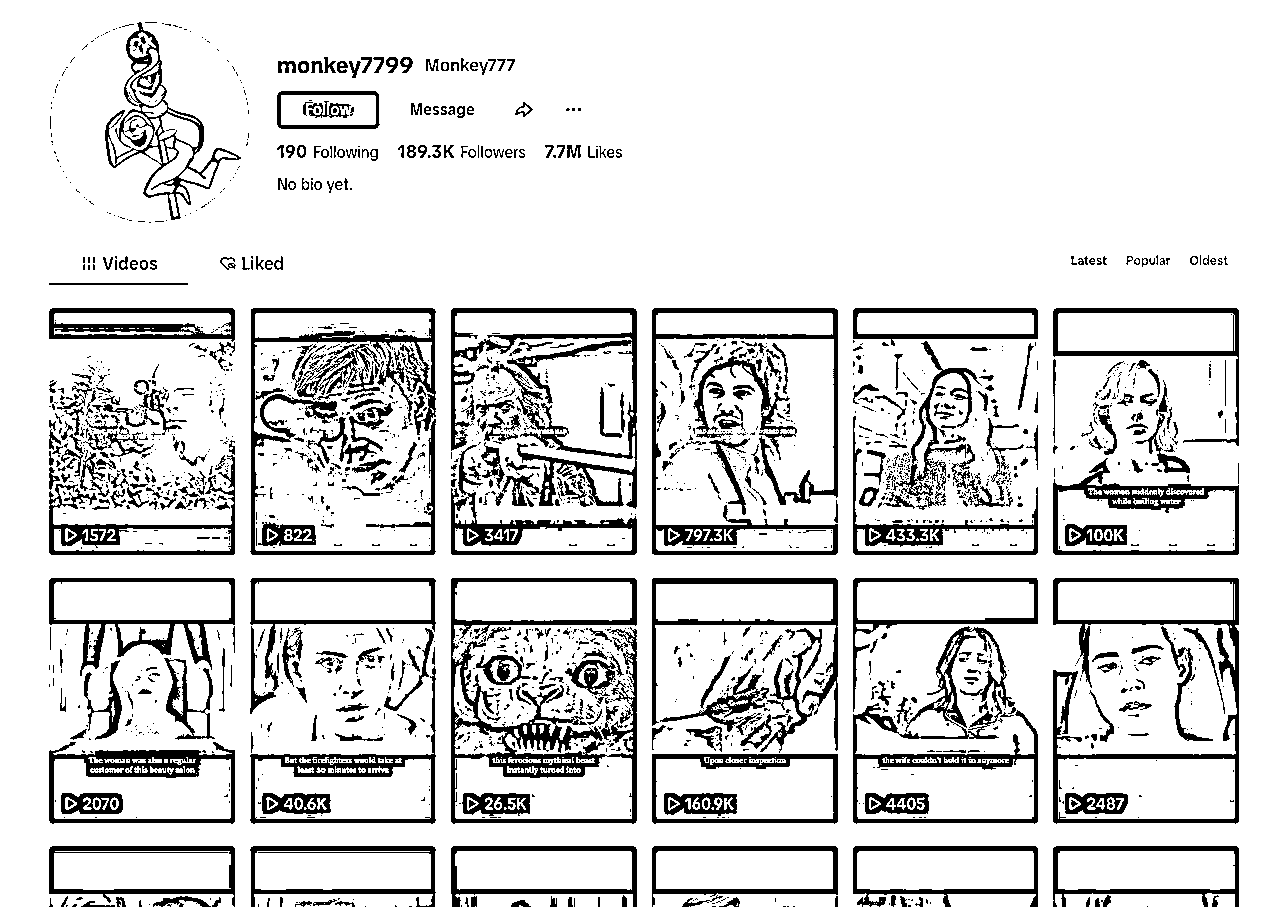 monkey7799 Monkey777
Follow Message
190 Following 189.3K Followers 7.7M Likes
No bio yet.
Videos Liked
Latest Popular Oldest
The women suddenly discovered
while boiling water
1572 822 3417 797.3K 433.3K 100K
The woman was also a regular
customer of this beauty salon
But the firefighters would take at
least 30 minutes to arrive
this ferocious mythical beast
instantly turned into
Upon closer inspection
the wife couldn't hold it in anymore
2070 40.6K 26.5K 160.9K 4405 2487